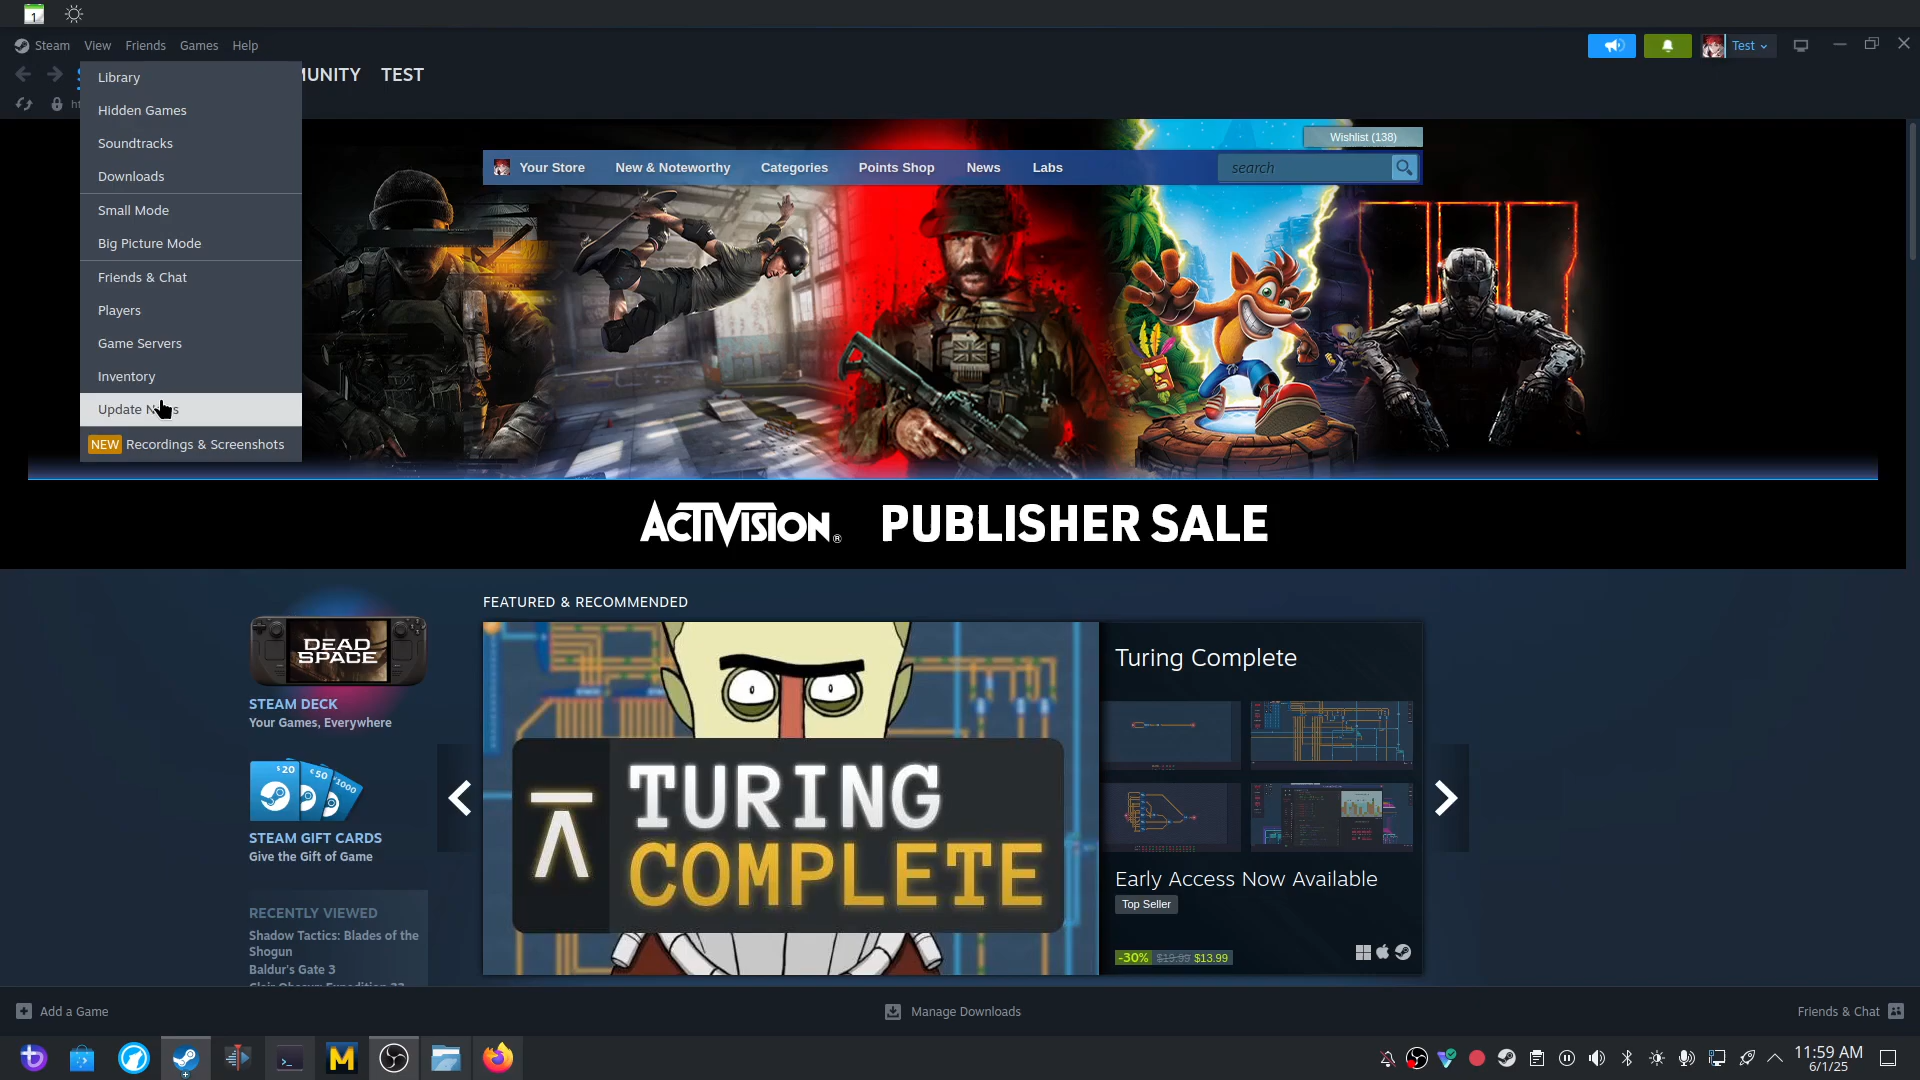 1
Steam View Friends Games Help
Test
MUNITY TEST
Library
Hidden Games
Soundtracks
Downloads
Small Mode
Big Picture Mode
Friends & Chat
Players
Game Servers
Inventory
Update
NEW Recordings & Screenshots
Wishlist (138)
Your Store New & Noteworthy Categories Points Shop News Labs search
ACTIVISION® PUBLISHER SALE
DEAD SPACE
STEAM DECK
Your Games, Everywhere
$20 €50 ¥1000
STEAM GIFT CARDS
Give the Gift of Game
RECENTLY VIEWED
Shadow Tactics: Blades of the
Shogun
Baldur's Gate 3
FEATURED & RECOMMENDED
TURING
COMPLETE
Turing Complete
Early Access Now Available
Top Seller
-30% $19.99 $13.99
Add a Game
Manage Downloads
Friends & Chat
11:59 AM
6/1/25